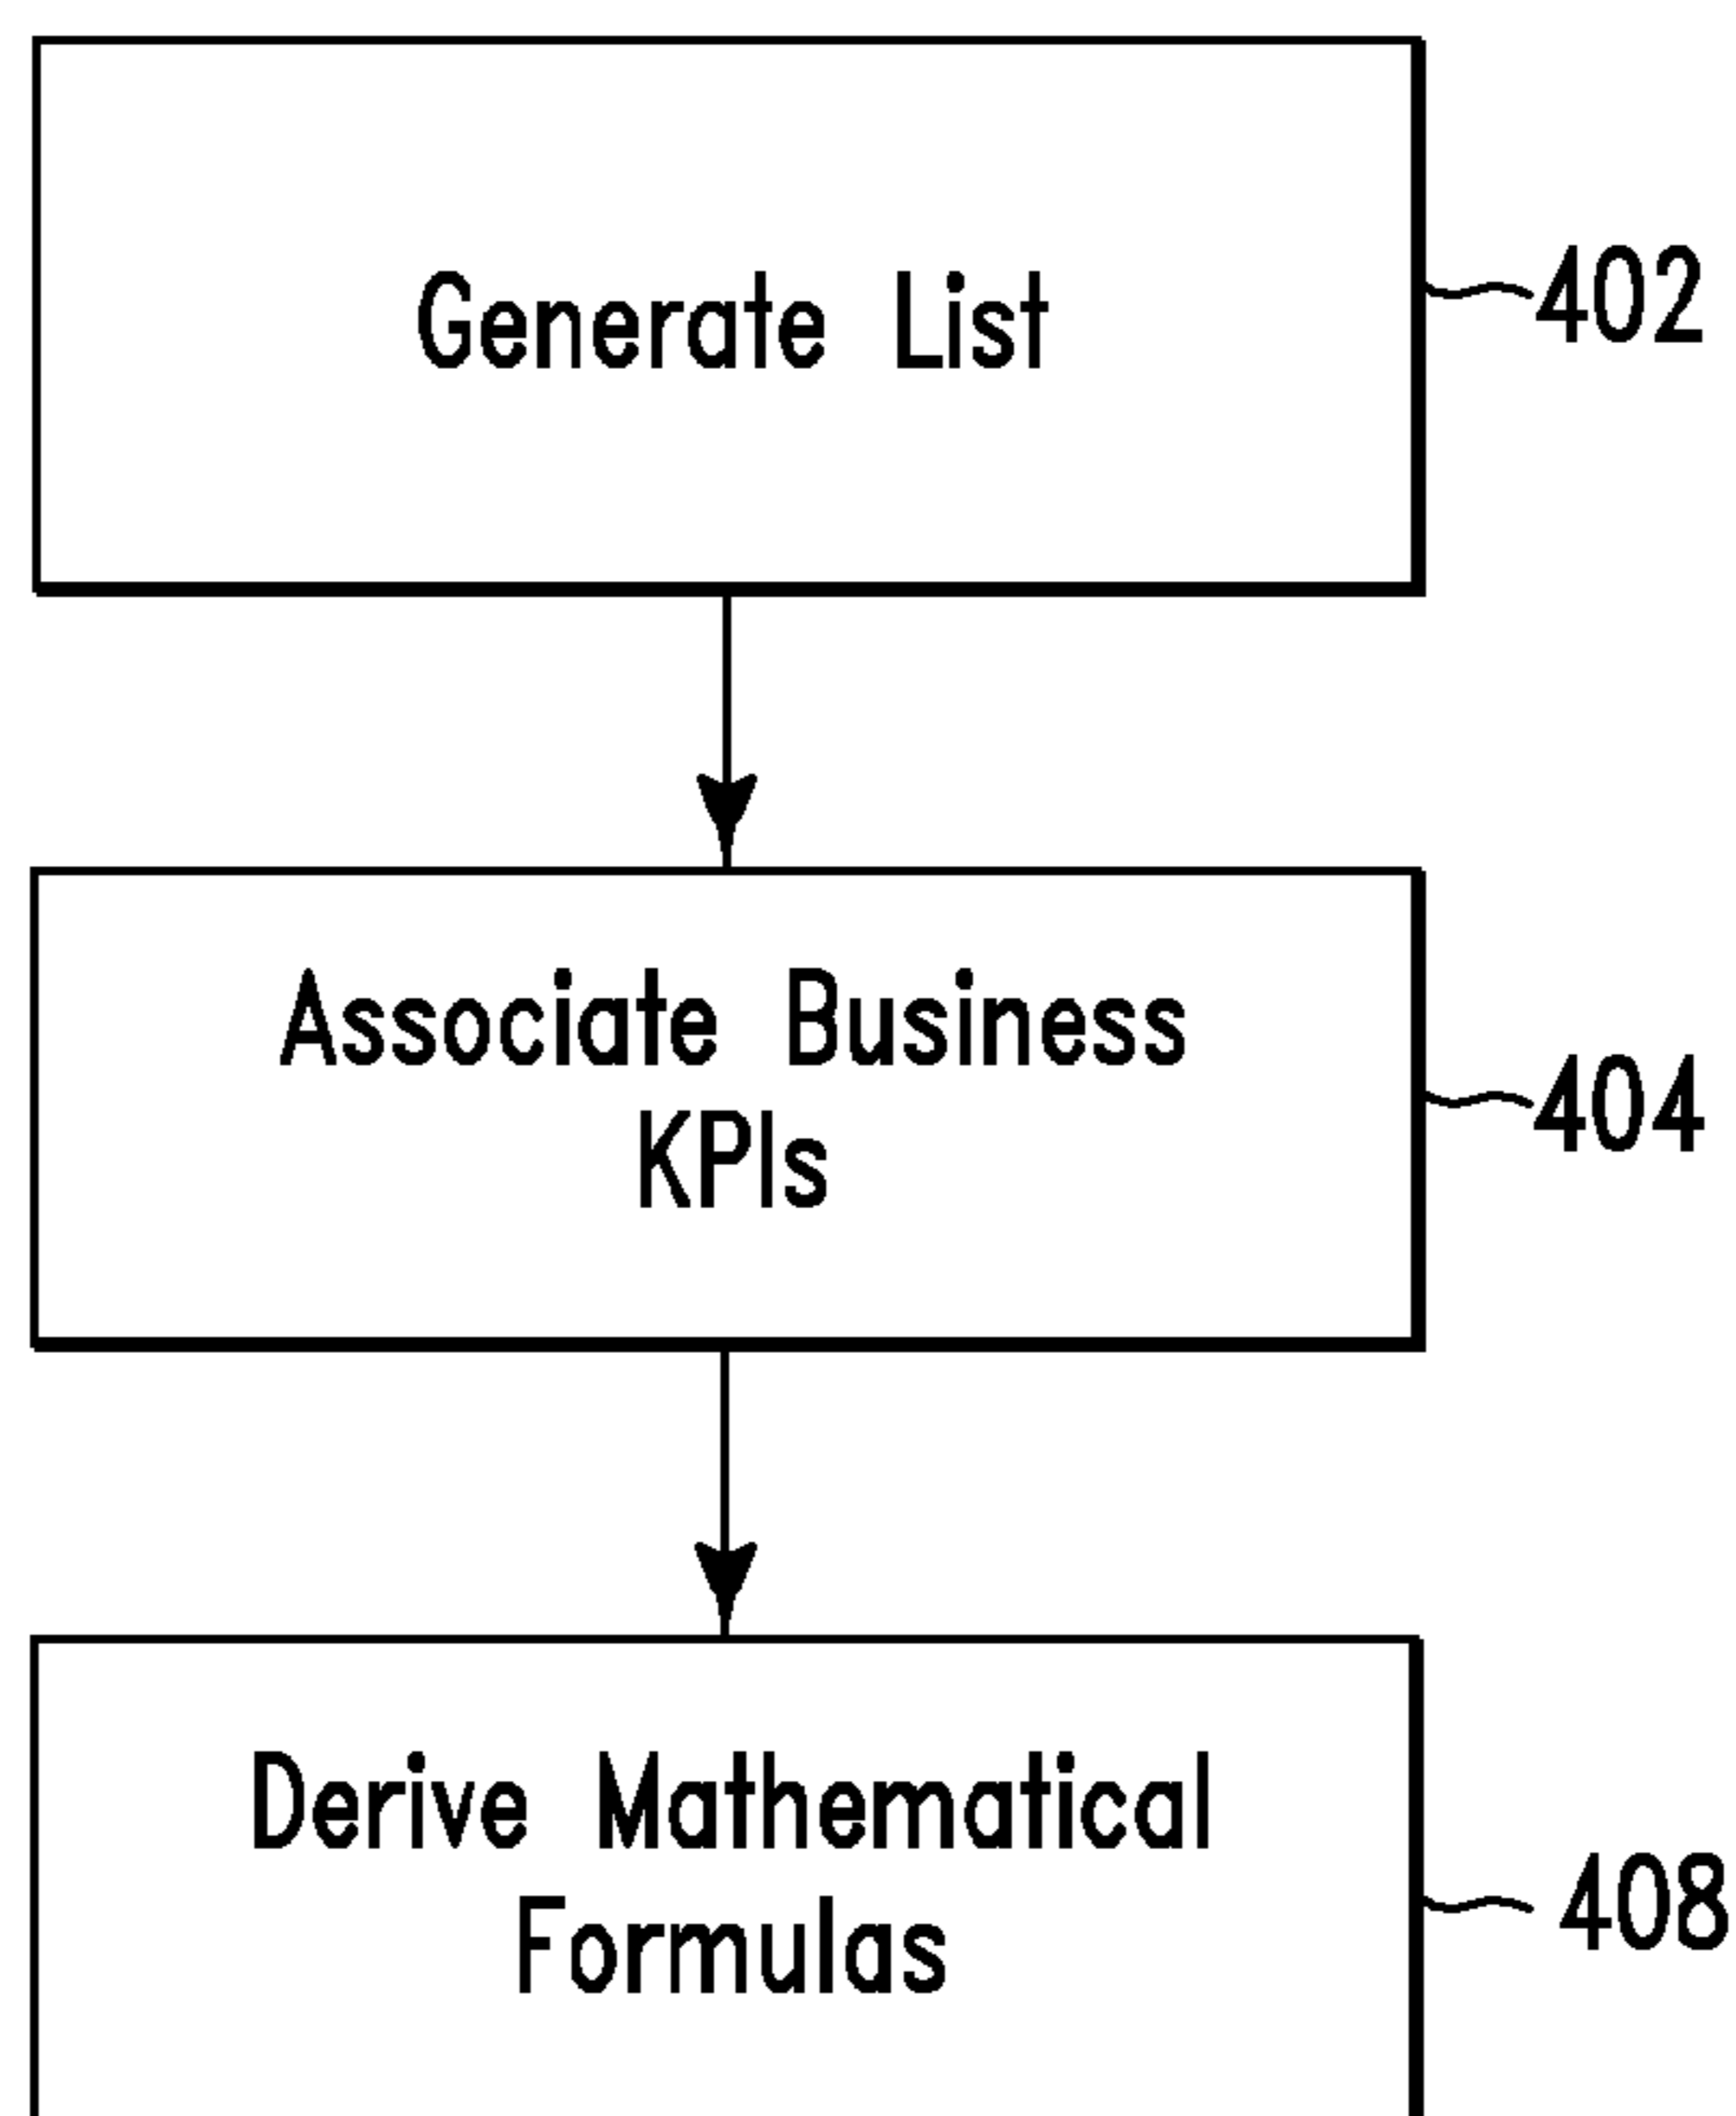 Generate List
402
Associate Business
KPIs
404
Derive Mathematical
Formulas
408